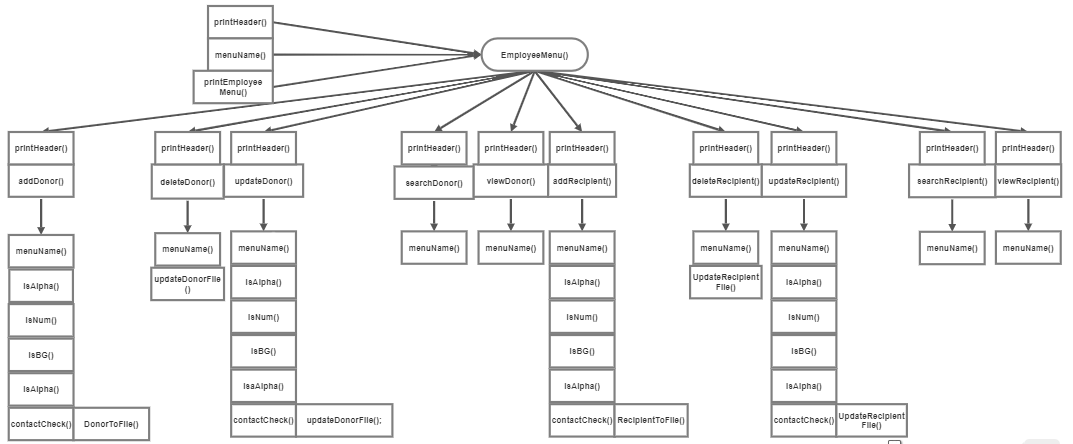 printHeader()
menuName()
printEmployee
Menu()
EmployeeMenu()
printHeader()
printHeader()
printHeader()
printHeader()
printHeader()
printHeader()
printHeader()
printHeader()
printHeader()
printHeader()
addDonor()
deleteDonor()
updateDonor()
searchDonor()
viewDonor()
addRecipient()
deleteRecipient()
updateRecipient()
searchRecipient()
viewRecipient()
menuName()
menuName()
menuName()
menuName()
menuName()
menuName()
menuName()
menuName()
menuName()
menuName()
IsAlpha()
updateDonorFile
()
IsAlpha()
IsAlpha()
UpdateRecipient
File()
IsAlpha()
IsNum()
IsNum()
IsNum()
IsNum()
IsBG()
IsBG()
IsBG()
IsBG()
IsAlpha()
IsaAlpha()
IsAlpha()
IsAlpha()
contactCheck()
DonorToFile()
contactCheck()
updateDonorFile();
contactCheck()
RecipientToFile()
contactCheck()
UpdateRecipient
File()